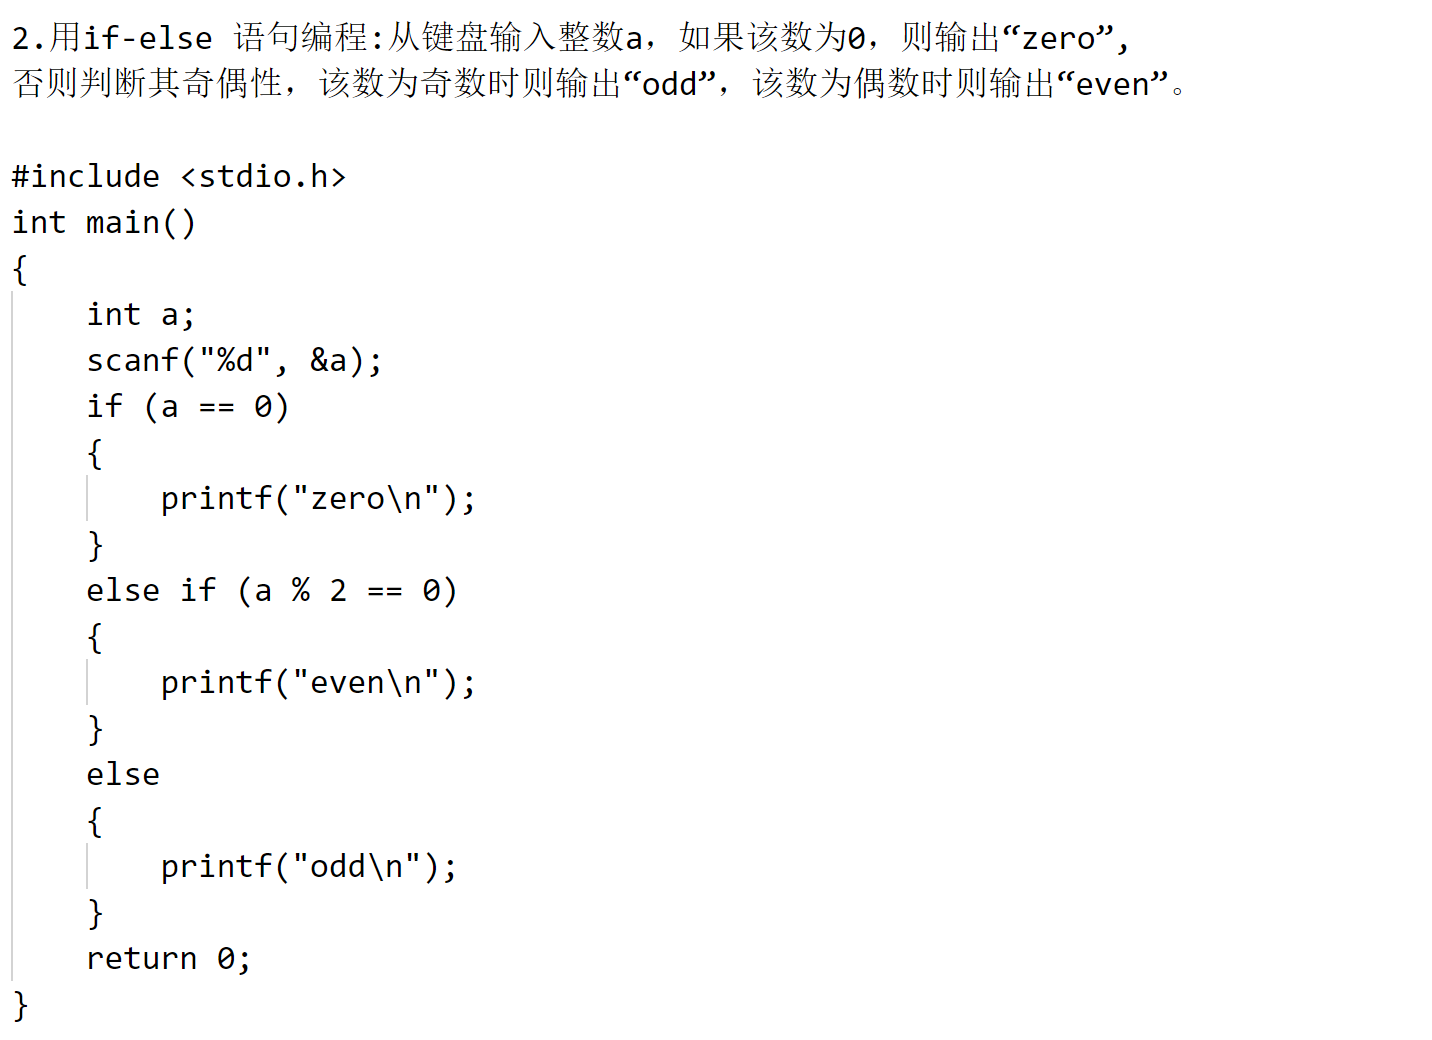 2.用if-else 语句编程:从键盘输入整数a，如果该数为0，则输出“zero”,
否则判断其奇偶性，该数为奇数时则输出“odd”，该数为偶数时则输出“even”。
#include <stdio.h>
int main()
{
    int a;
    scanf("%d", &a);
    if (a == 0)
    {
        printf("zero\n");
    }
    else if (a % 2 == 0)
    {
        printf("even\n");
    }
    else
    {
        printf("odd\n");
    }
    return 0;
}